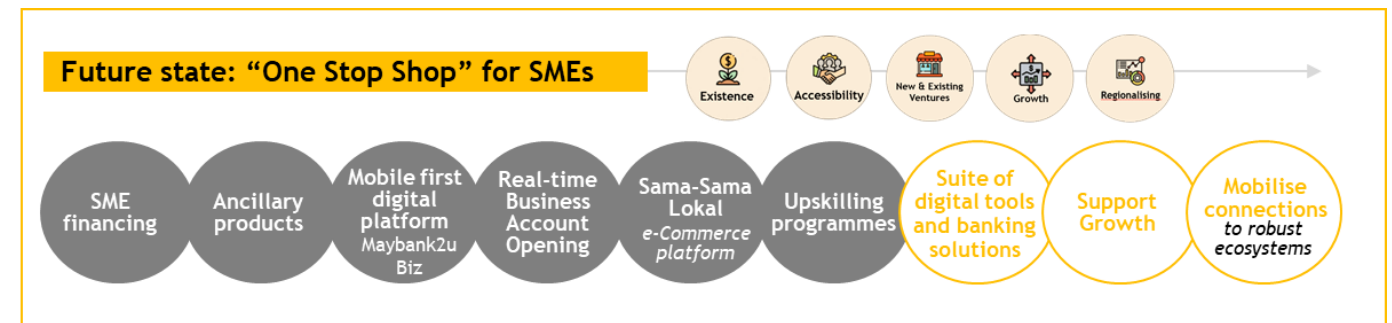 Future state: “One Stop Shop” for SMEs
Existence
Accessibility
New & Existing
Ventures
Growth
Regionalising
SME
financing
Ancillary
products
Mobile first
digital
platform
Maybank2u
Biz
Real-time
Business
Account
Opening
Sama-Sama
Lokal
e-Commerce
platform
Upskilling
programmes
Suite of
digital tools
and banking
solutions
Support
Growth
Mobilise
connections
to robust
ecosystems